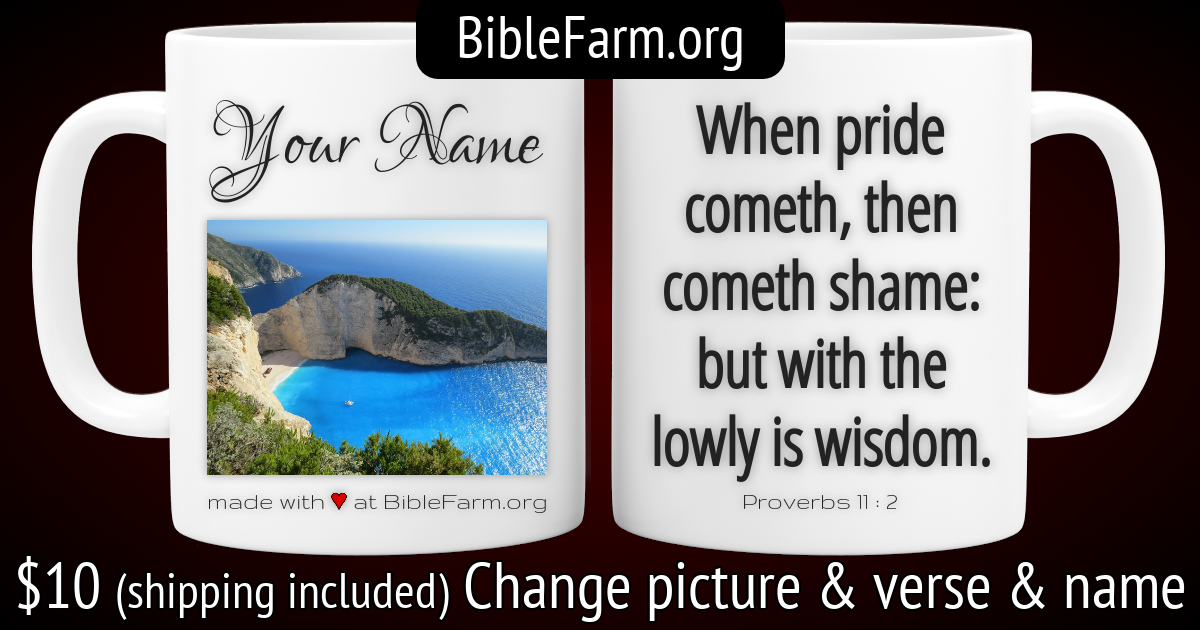 BibleFarm.org
Your Name
made with ♥ at BibleFarm.org
When pride
cometh, then
cometh shame:
but with the
lowly is wisdom.
Proverbs 11 : 2
$10 (shipping included) Change picture & verse & name